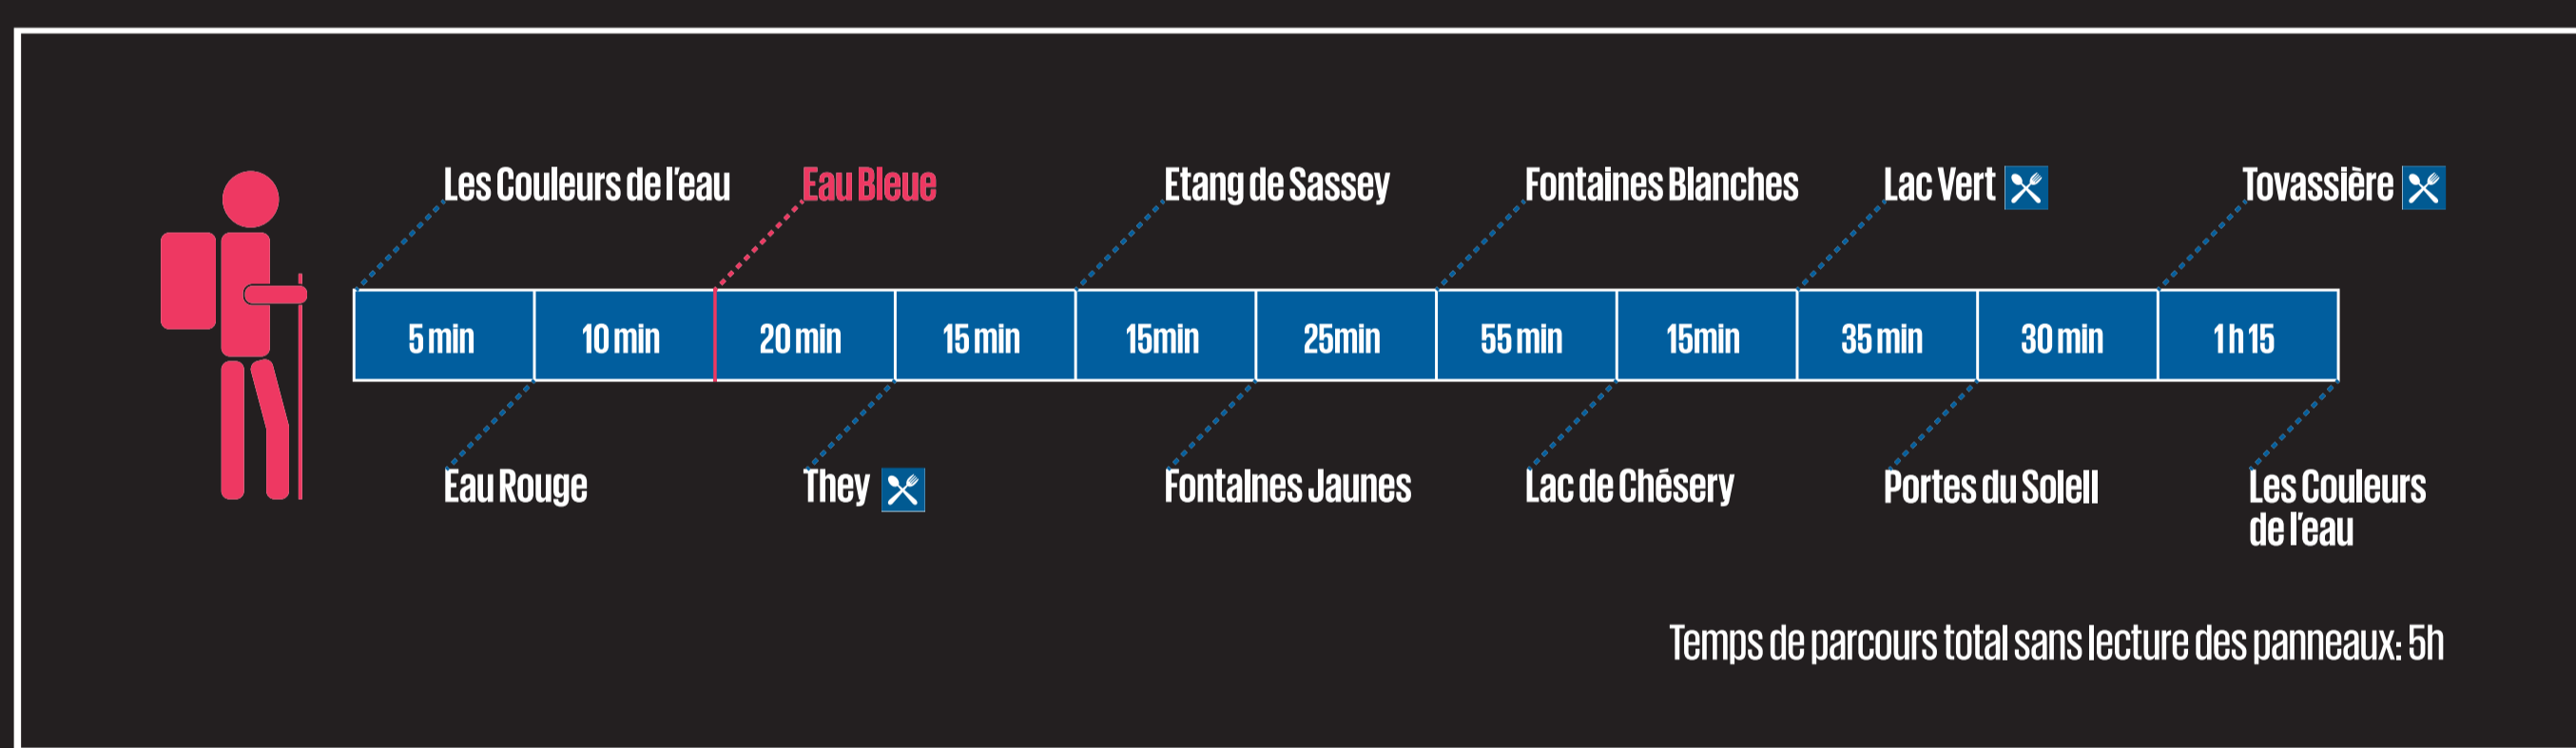 Les Couleurs de l'eau
Eau Bleue
Etang de Sassey
Fontaines Blanches
Lac Vert
Tovassière
5 min
10 min
20 min
15 min
15min
25min
55 min
15min
35 min
30 min
1 h 15
Eau Rouge
They
FontaInes Jaunes
Lac de Chésery
Portes du SoleIl
Les Couleurs
de l'eau
Temps de parcours total sans lecture des panneaux: 5h